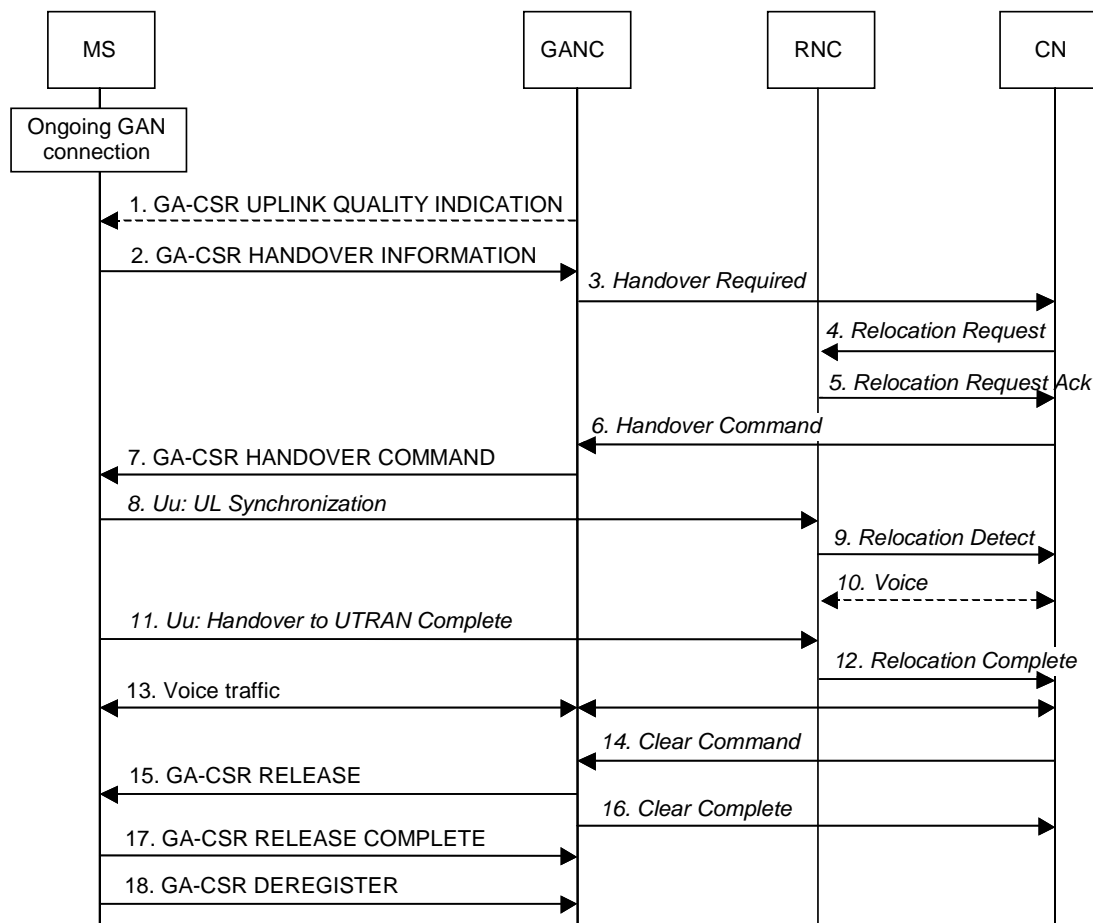 MS
GANC
RNC
CN
Ongoing GAN
connection
1. GA-CSR UPLINK QUALITY INDICATION
2. GA-CSR HANDOVER INFORMATION
3. Handover Required
4. Relocation Request
5. Relocation Request Ack
6. Handover Command
7. GA-CSR HANDOVER COMMAND
8. Uu: UL Synchronization
9. Relocation Detect
10. Voice
11. Uu: Handover to UTRAN Complete
12. Relocation Complete
13. Voice traffic
14. Clear Command
15. GA-CSR RELEASE
16. Clear Complete
17. GA-CSR RELEASE COMPLETE
18. GA-CSR DEREGISTER